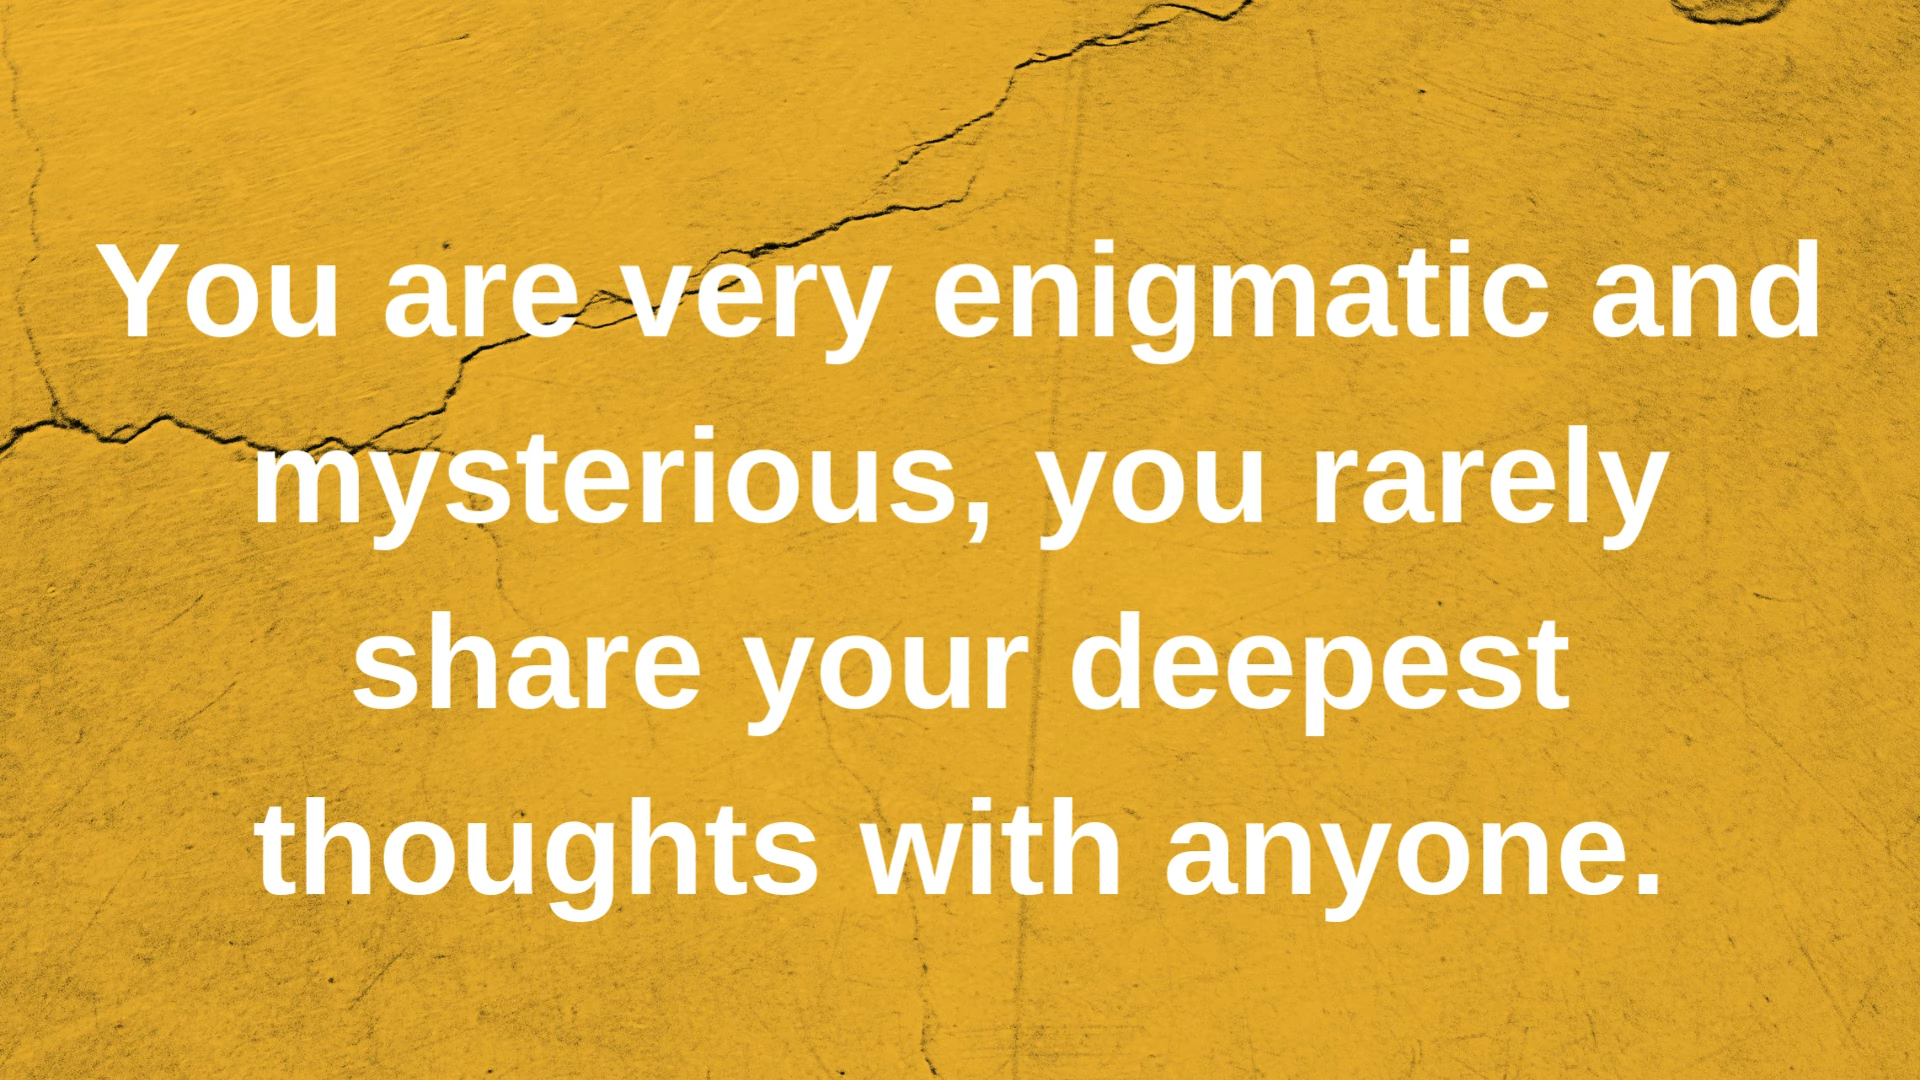 You are very enigmatic and
mysterious, you rarely
share your deepest
thoughts with anyone.